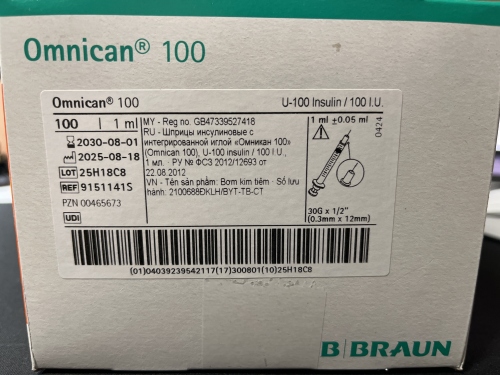 Omnican® 100
Omnican® 100
U-100 Insulin / 100 I.U.
100 | 1 ml
MY - Reg no. GB47339527418
RU - Шприцы инсулиновые с
интегрированной иглой «Омникан 100»
(Omnican 100), U-100 insulin / 100 I.U.,
1 мл. - РУ № ФСЗ 2012/12693 от
22.08.2012
VN - Tên sản phẩm: Bơm kim tiêm - Số lưu
hành: 2100688ĐKLH/BYT-TB-CT
1 ml ±0.05 ml
0424
2030-08-01
2025-08-18
LOT 25H18C8
REF 9151141S
PZN 00465673
UDI
30G x 1/2"
(0.3mm x 12mm)
(01)04039239542117(17)300801(10)25H18C8
B|BRAUN